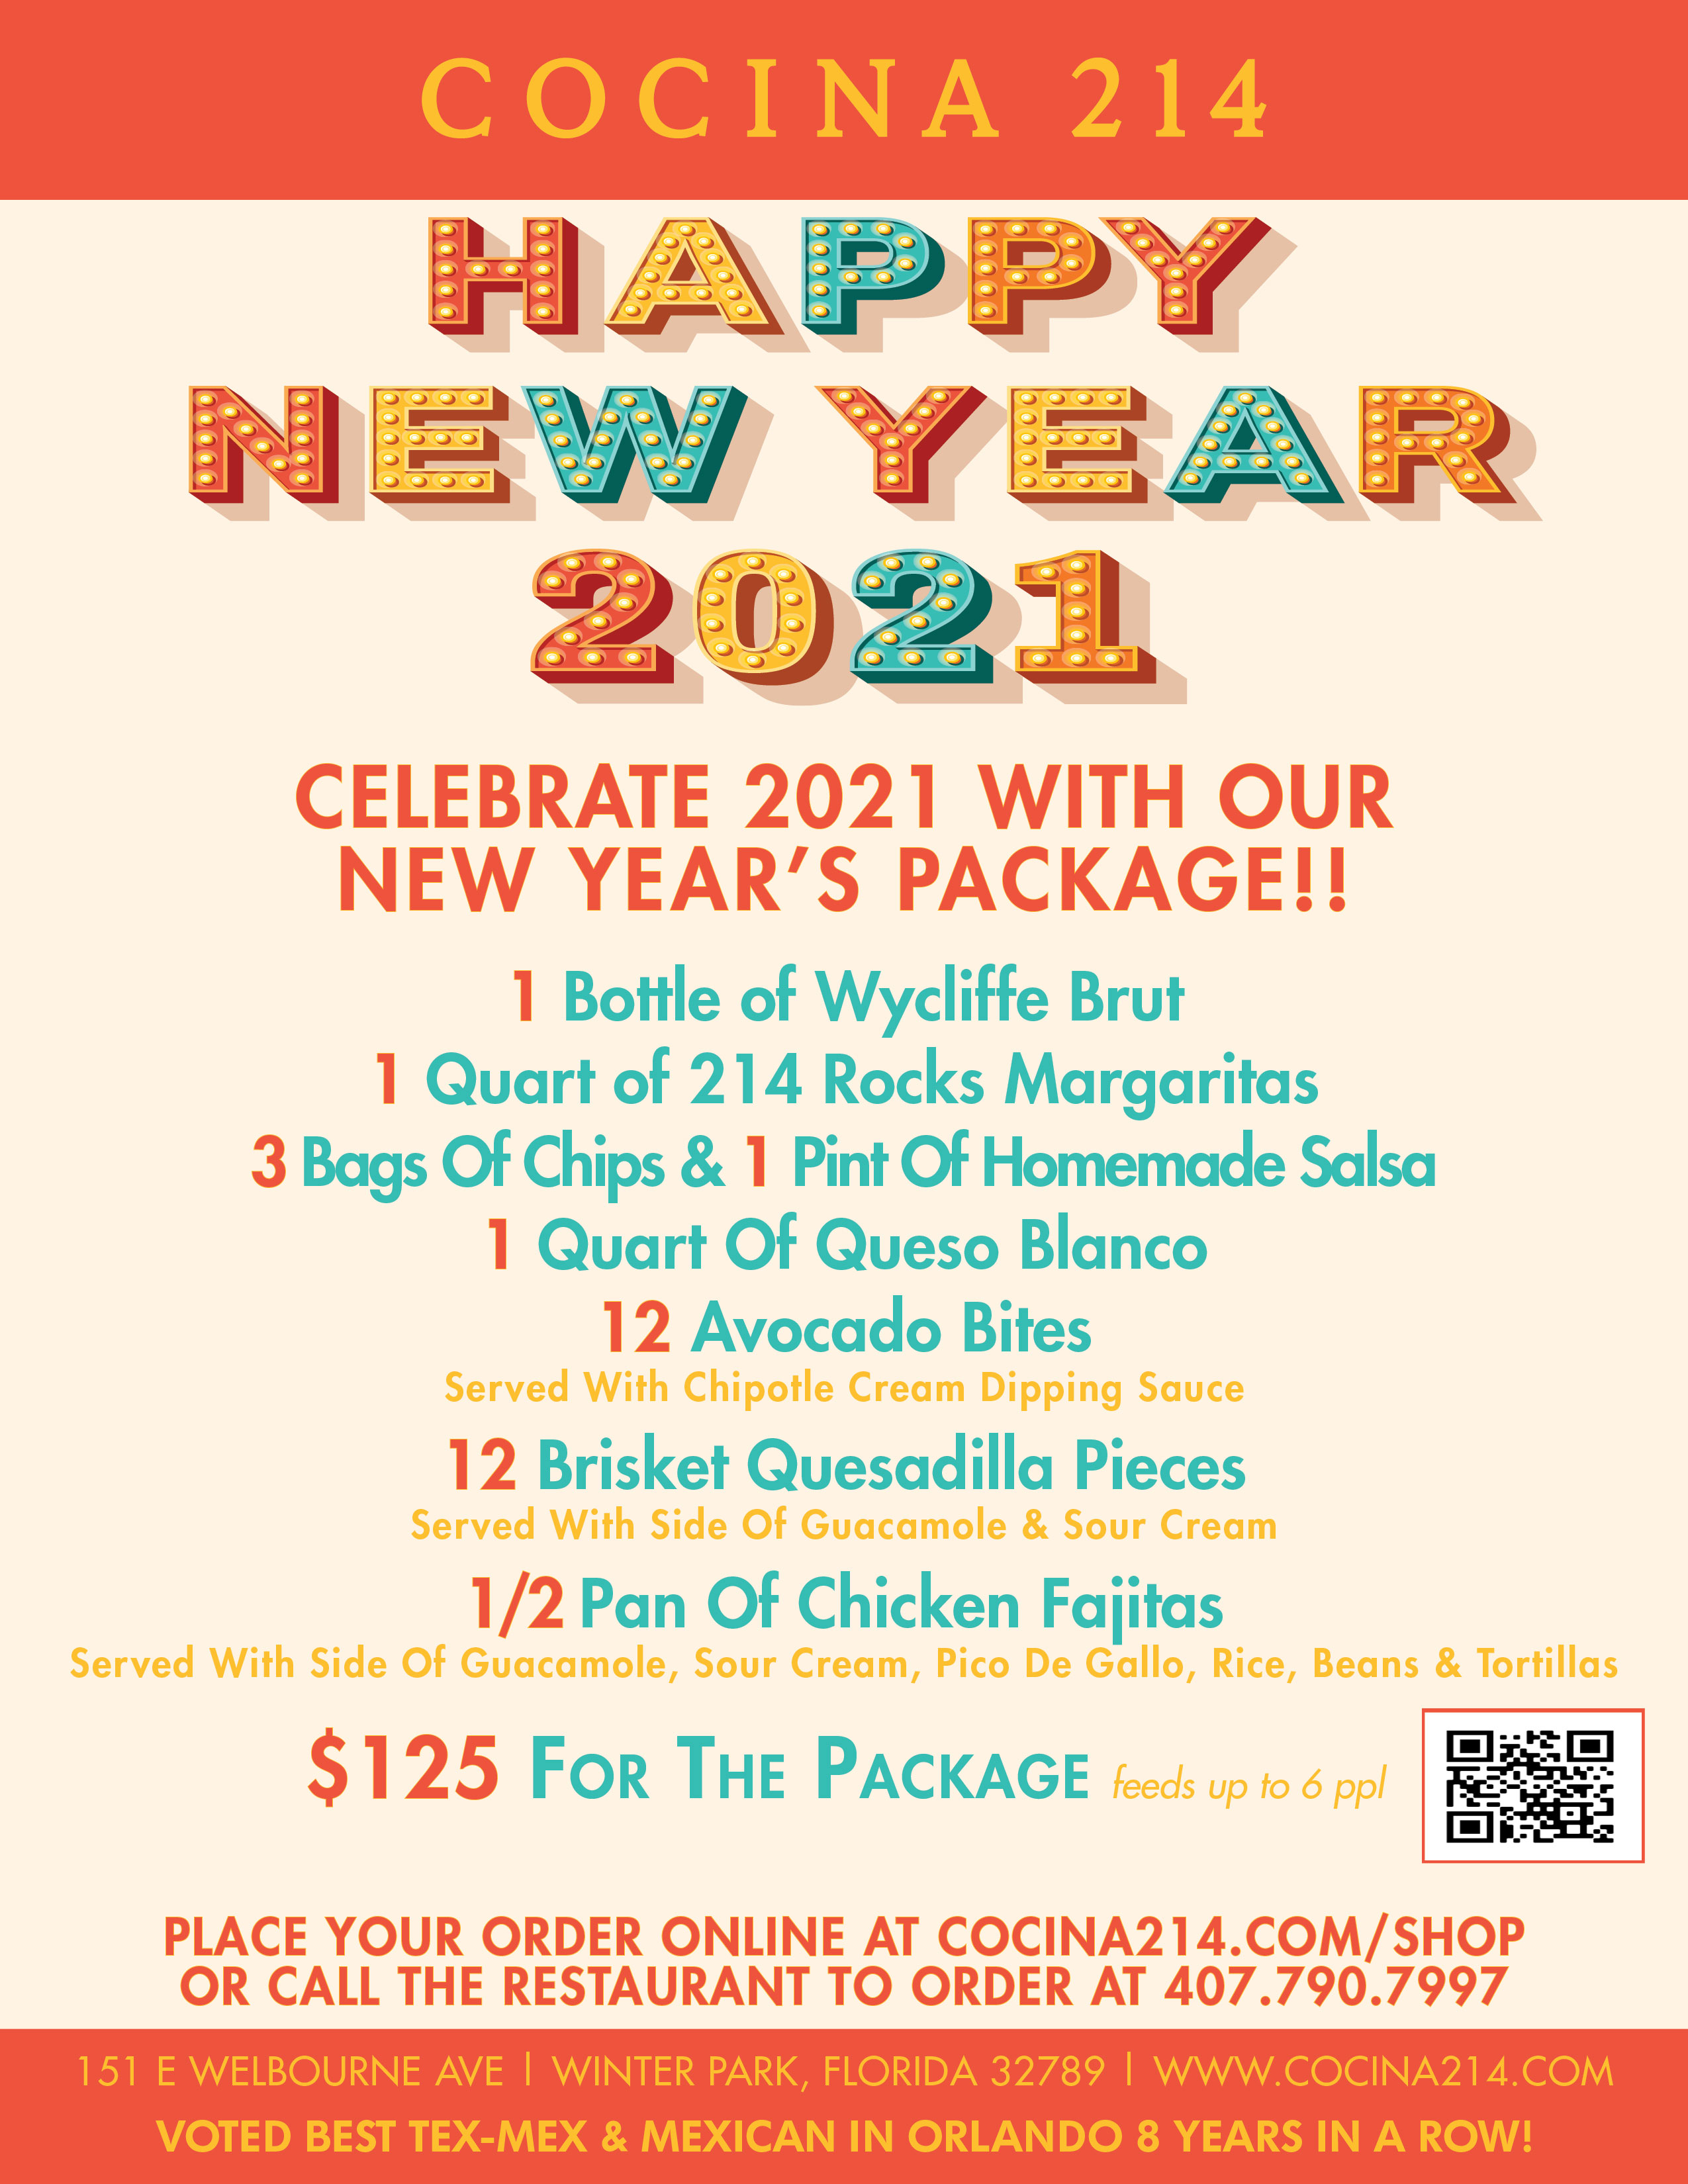 COCINA 214
HAPPY
NEW YEAR
2021
CELEBRATE 2021 WITH OUR
NEW YEAR'S PACKAGE!!
1 Bottle of Wycliffe Brut
1 Quart of 214 Rocks Margaritas
3 Bags Of Chips & 1 Pint Of Homemade Salsa
1 Quart Of Queso Blanco
12 Avocado Bites
Served With Chipotle Cream Dipping Sauce
12 Brisket Quesadilla Pieces
Served With Side Of Guacamole & Sour Cream
1/2 Pan Of Chicken Fajitas
Served With Side Of Guacamole, Sour Cream, Pico De Gallo, Rice, Beans & Tortillas
$125 FOR THE PACKAGE feeds up to 6 ppl
PLACE YOUR ORDER ONLINE AT COCINA214.COM/SHOP
OR CALL THE RESTAURANT TO ORDER AT 407.790.7997
151 E WELBOURNE AVE | WINTER PARK, FLORIDA 32789 | WWW.COCINA214.COM
VOTED BEST TEX-MEX & MEXICAN IN ORLANDO 8 YEARS IN A ROW!